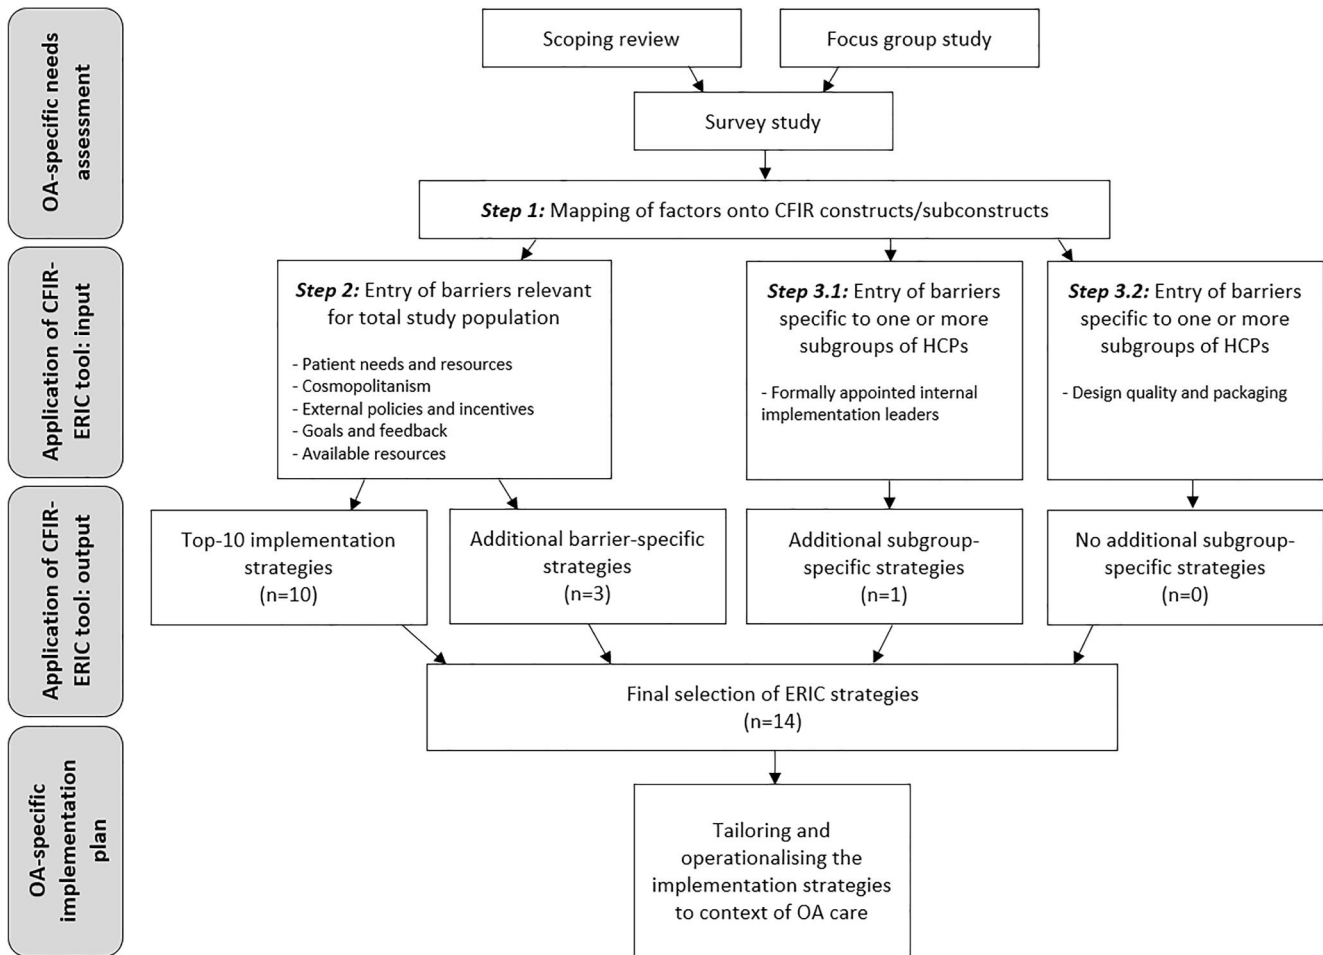 OA-specific needs
assessment
Scoping review
Focus group study
Survey study
Step 1: Mapping of factors onto CFIR constructs/subconstructs
Application of CFIR-
ERIC tool: input
Step 2: Entry of barriers relevant
for total study population
- Patient needs and resources
- Cosmopolitanism
- External policies and incentives
- Goals and feedback
- Available resources
Step 3.1: Entry of barriers
specific to one or more
subgroups of HCPs
- Formally appointed internal
implementation leaders
Step 3.2: Entry of barriers
specific to one or more
subgroups of HCPs
- Design quality and packaging
Application of CFIR-
ERIC tool: output
Top-10 implementation
strategies
(n=10)
Additional barrier-specific
strategies
(n=3)
Additional subgroup-
specific strategies
(n=1)
No additional subgroup-
specific strategies
(n=0)
Final selection of ERIC strategies
(n=14)
OA-specific
implementation
plan
Tailoring and
operationalising the
implementation strategies
to context of OA care